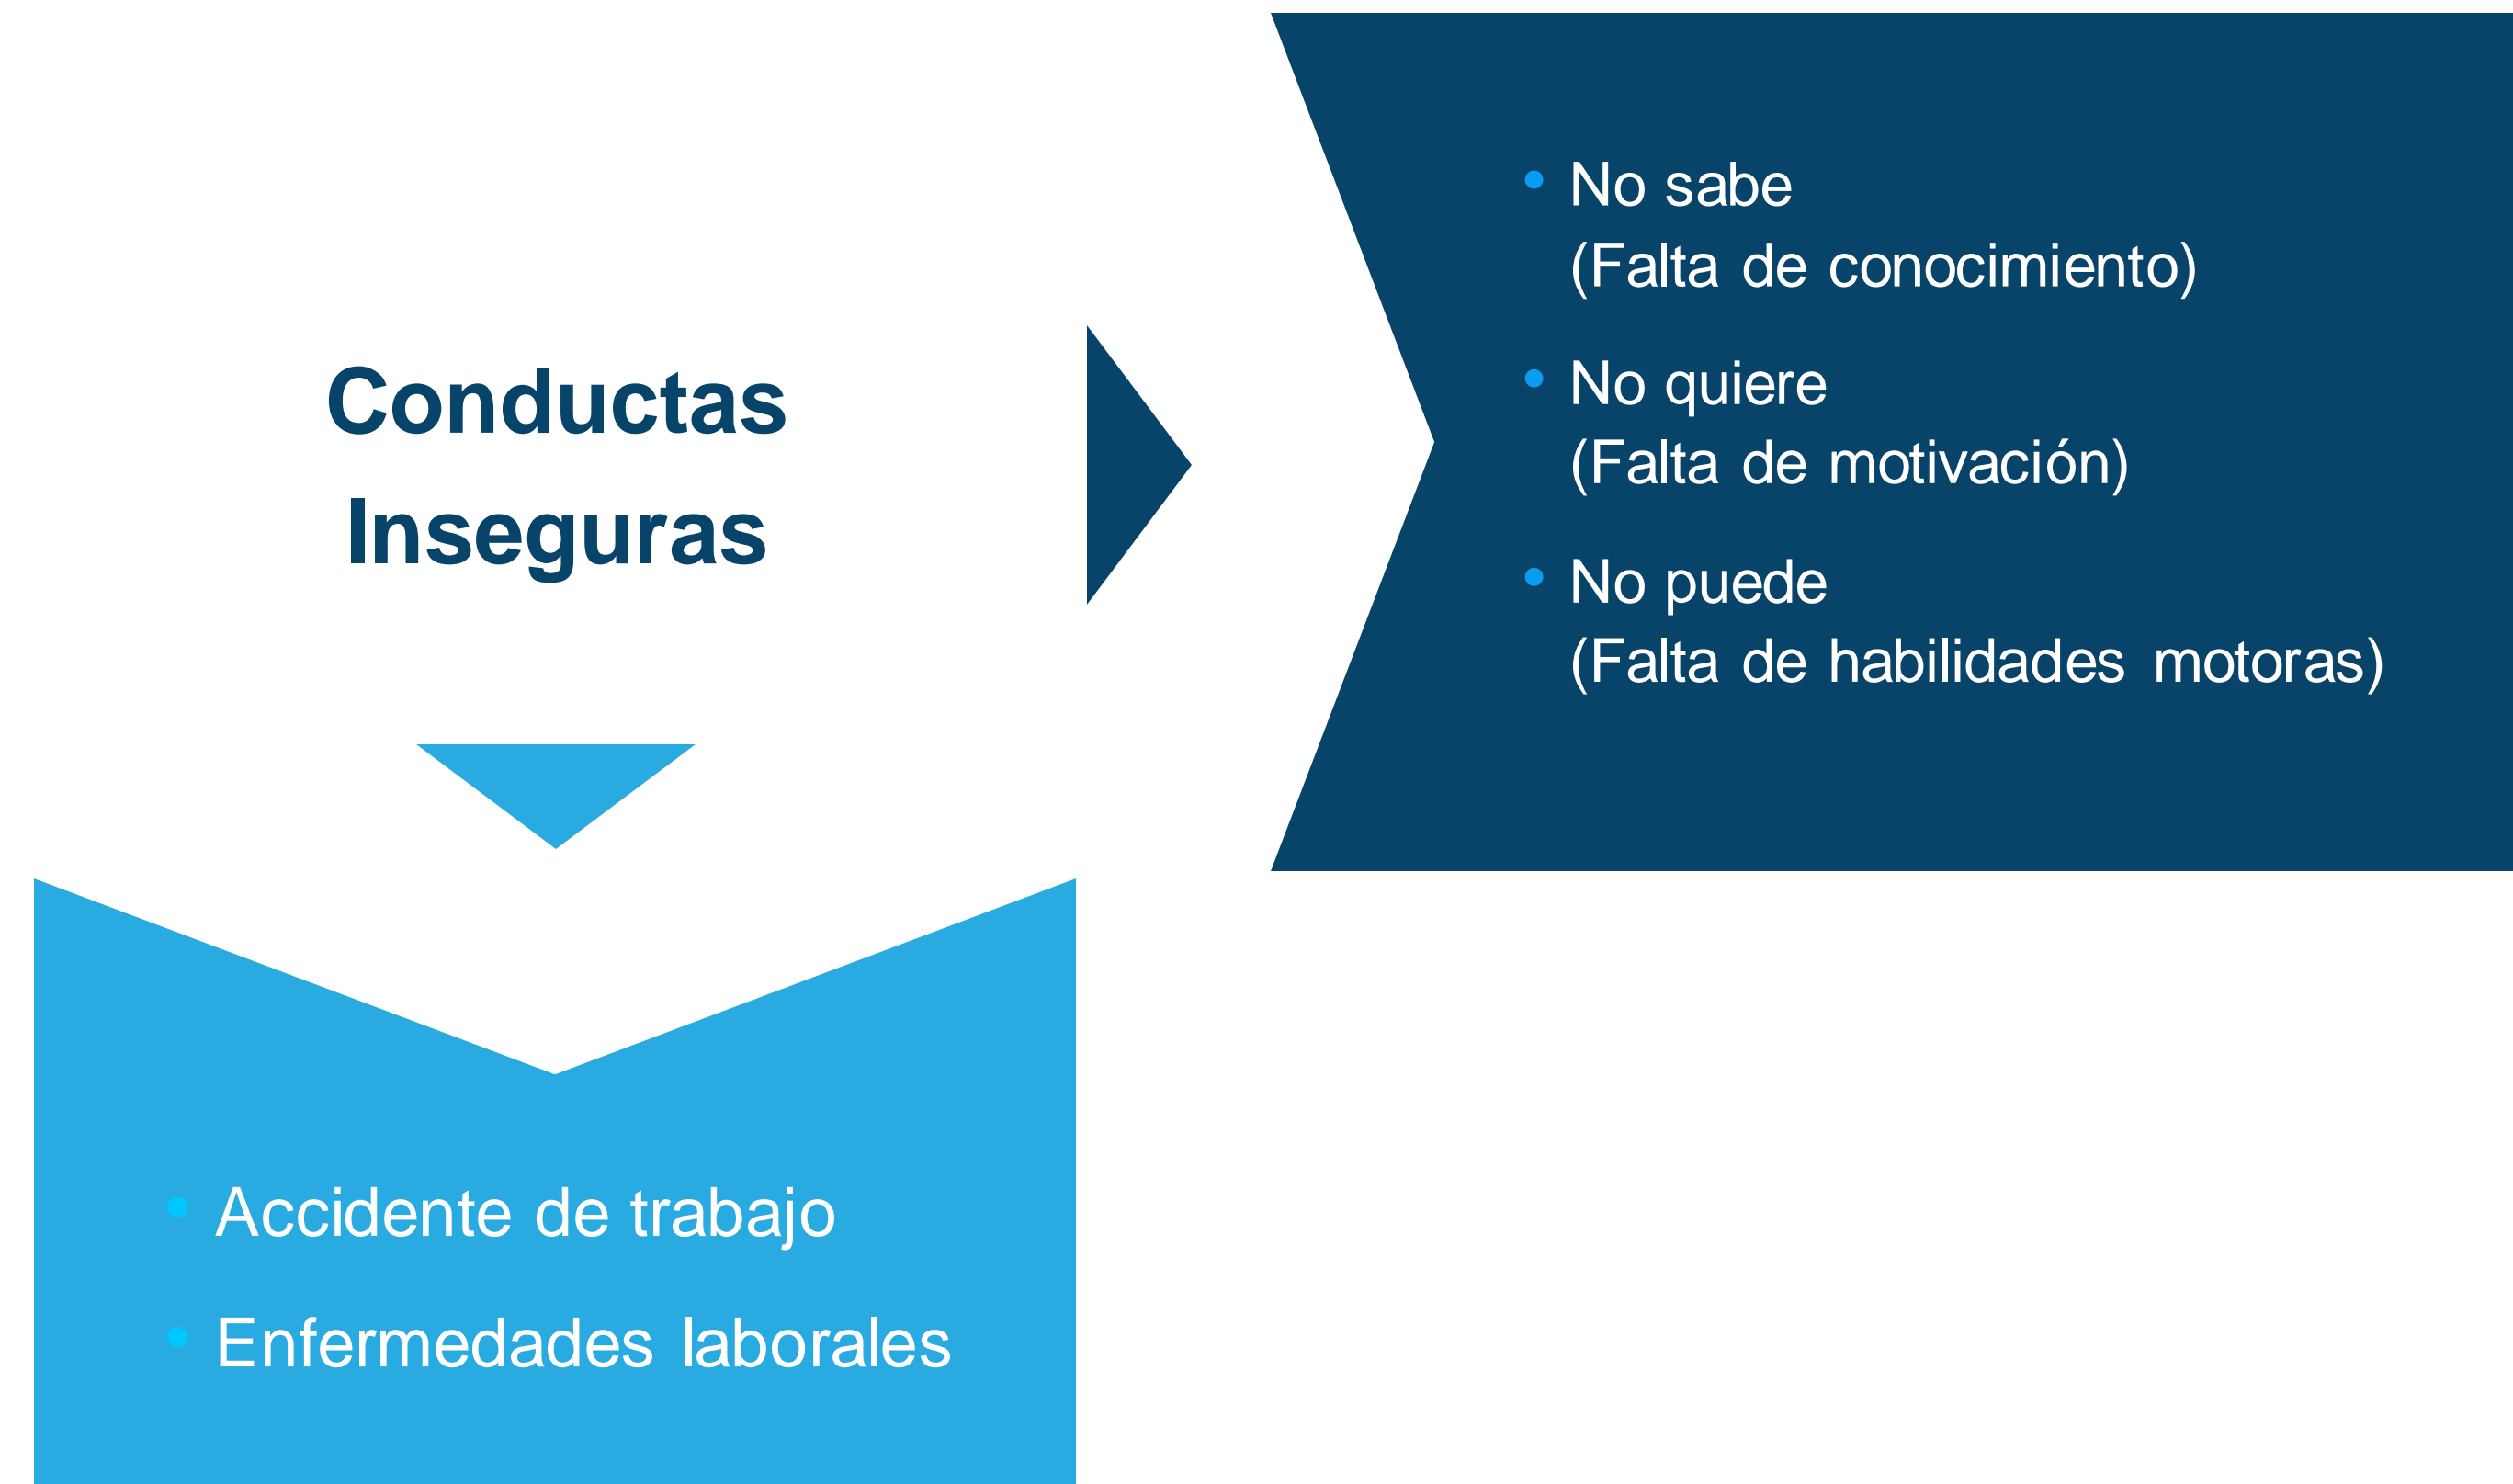 Conductas
Inseguras
No sabe
(Falta de conocimiento)
No quiere
(Falta de motivación)
No puede
(Falta de habilidades motoras)
Accidente de trabajo
Enfermedades laborales